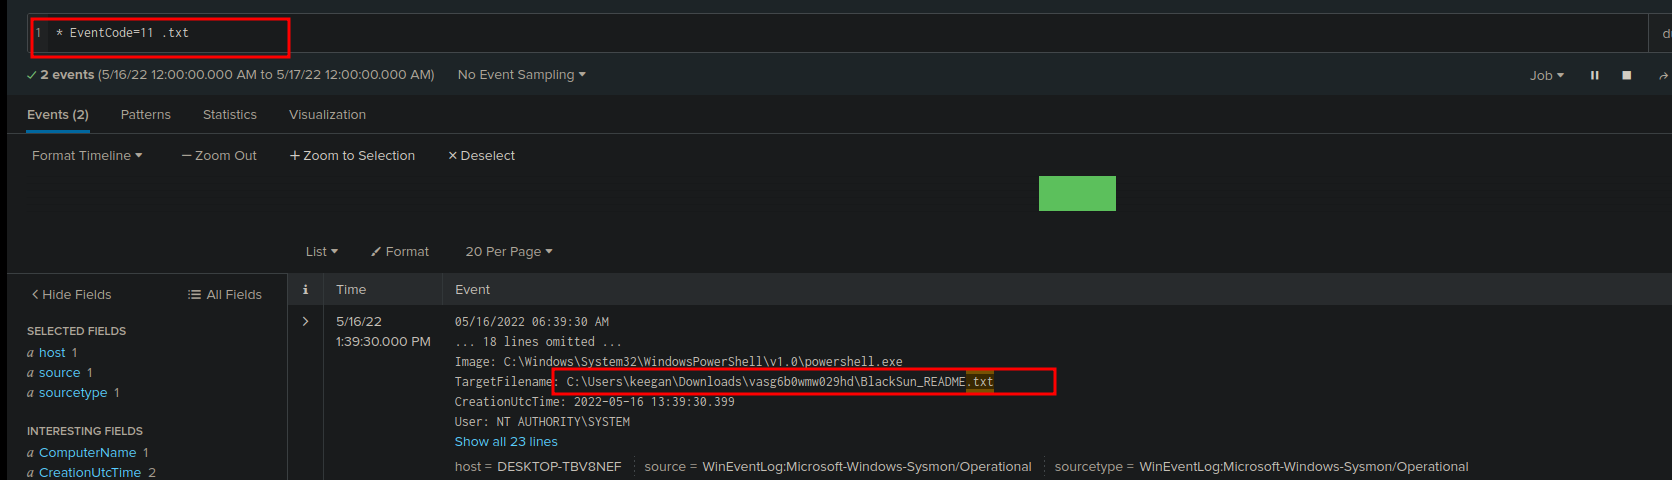 1 * EventCode=11 .txt
2 events (5/16/22 12:00:00.000 AM to 5/17/22 12:00:00.000 AM) No Event Sampling Job
Events (2) Patterns Statistics Visualization
Format Timeline − Zoom Out + Zoom to Selection × Deselect
List Format 20 Per Page
Hide Fields All Fields i Time Event
SELECTED FIELDS
a host 1
a source 1
a sourcetype 1
INTERESTING FIELDS
a ComputerName 1
a CreationUtcTime 2
5/16/22
1:39:30.000 PM
05/16/2022 06:39:30 AM
... 18 lines omitted ...
Image: C:\Windows\System32\WindowsPowerShell\v1.0\powershell.exe
TargetFilename: C:\Users\keegan\Downloads\vasg6b0wmw029hd\BlackSun_README.txt
CreationUtcTime: 2022-05-16 13:39:30.399
User: NT AUTHORITY\SYSTEM
Show all 23 lines
host = DESKTOP-TBV8NEF source = WinEventLog:Microsoft-Windows-Sysmon/Operational sourcetype = WinEventLog:Microsoft-Windows-Sysmon/Operational